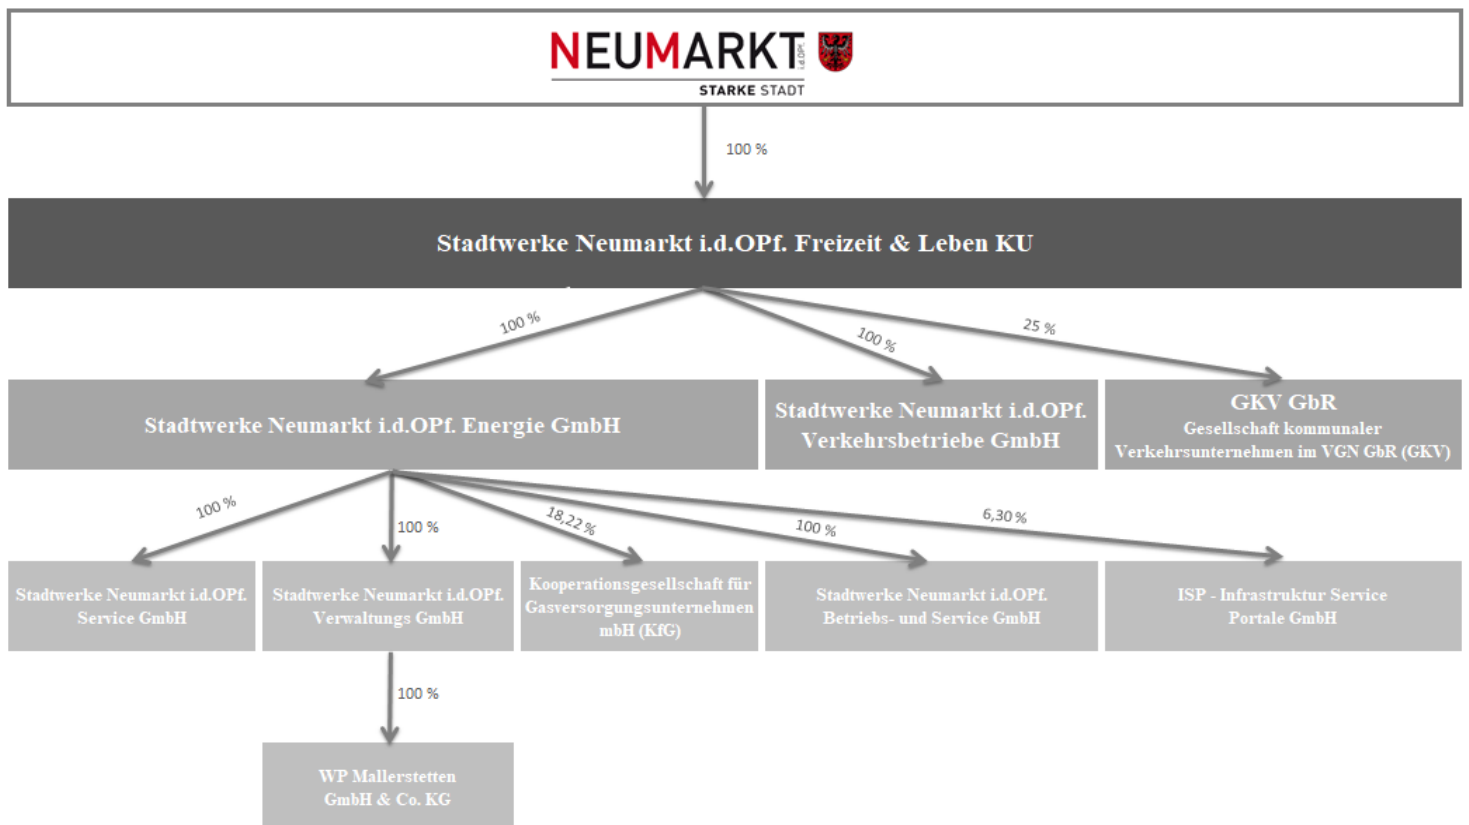 NEUMARKT i.d.OPf.
STARKE STADT
100 %
Stadtwerke Neumarkt i.d.OPf. Freizeit & Leben KU
100 %
100 %
25 %
Stadtwerke Neumarkt i.d.OPf. Energie GmbH
Stadtwerke Neumarkt i.d.OPf.
Verkehrsbetriebe GmbH
GKV GbR
Gesellschaft kommunaler
Verkehrsunternehmen im VGN GbR (GKV)
100 %
100 %
18,22 %
100 %
6,30 %
Stadtwerke Neumarkt i.d.OPf.
Service GmbH
Stadtwerke Neumarkt i.d.OPf.
Verwaltungs GmbH
Kooperationsgesellschaft für
Gasversorgungsunternehmen
mbH (KfG)
Stadtwerke Neumarkt i.d.OPf.
Betriebs- und Service GmbH
ISP - Infrastruktur Service
Portale GmbH
100 %
WP Mallerstetten
GmbH & Co. KG